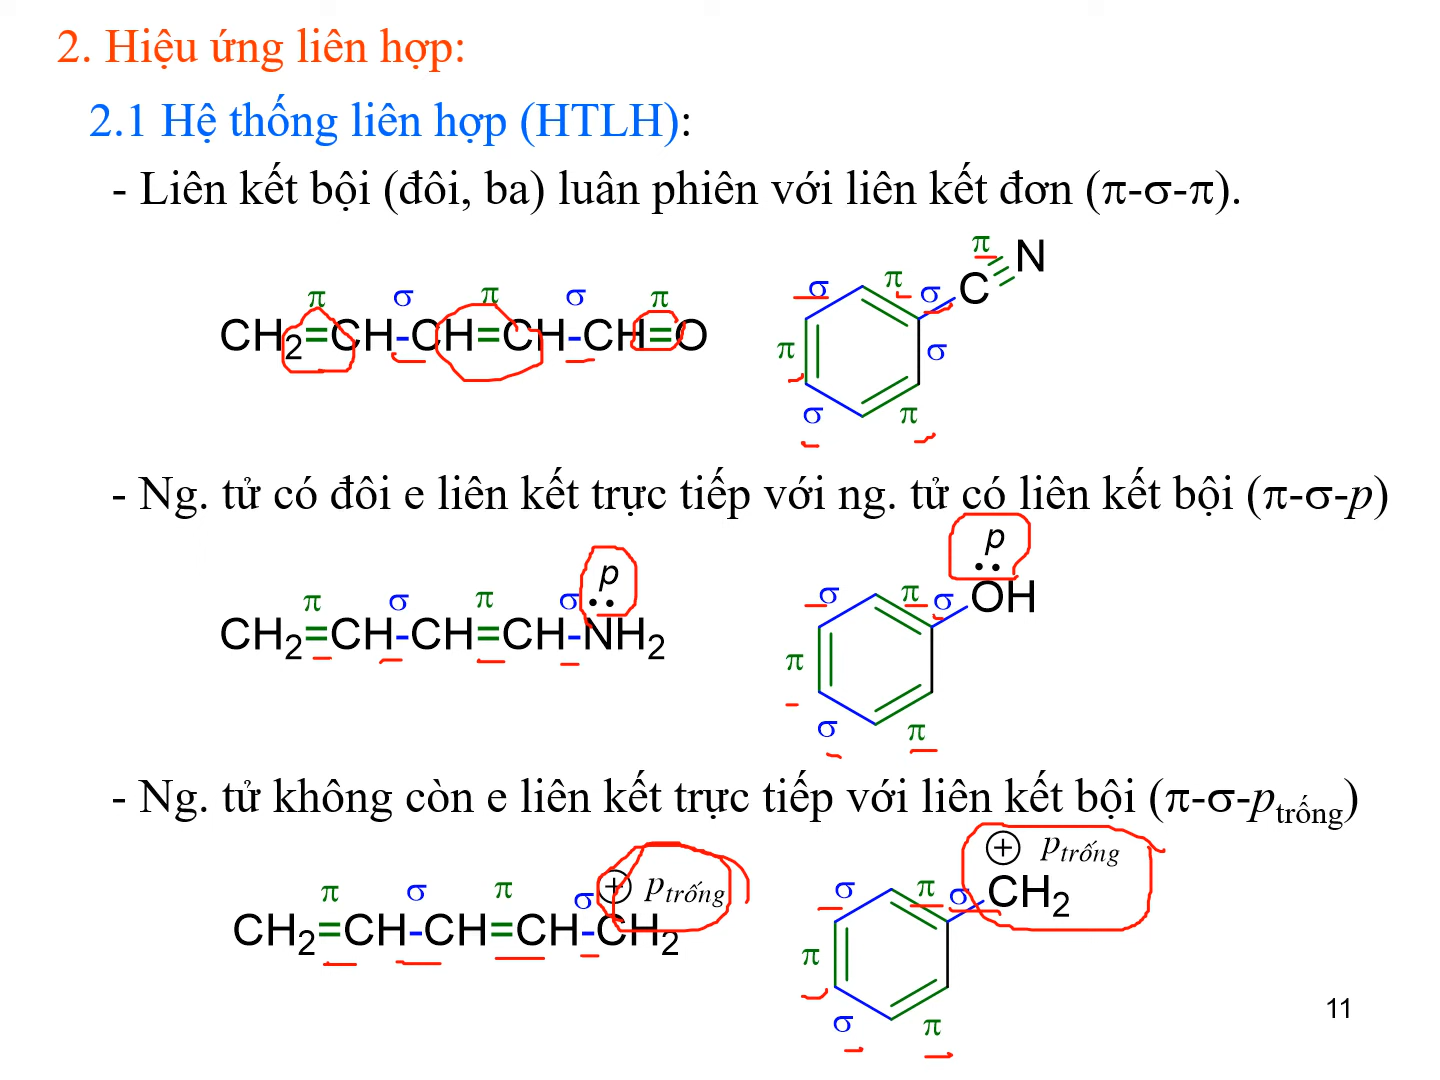 2. Hiệu ứng liên hợp:
2.1 Hệ thống liên hợp (HTLH):
- Liên kết bội (đôi, ba) luân phiên với liên kết đơn (π-σ-π).
π σ π σ π
CH2=CH-CH=CH-CH=O
π N
σ π σ C
π σ
σ π
- Ng. tử có đôi e liên kết trực tiếp với ng. tử có liên kết bội (π-σ-p)
π σ π σ p
CH2=CH-CH=CH-NH2
p
σ π σ OH
π
σ π
- Ng. tử không còn e liên kết trực tiếp với liên kết bội (π-σ-ptrống)
π σ π σ + ptrống
CH2=CH-CH=CH-CH2
+ ptrống
σ π σ CH2
π
σ π
11